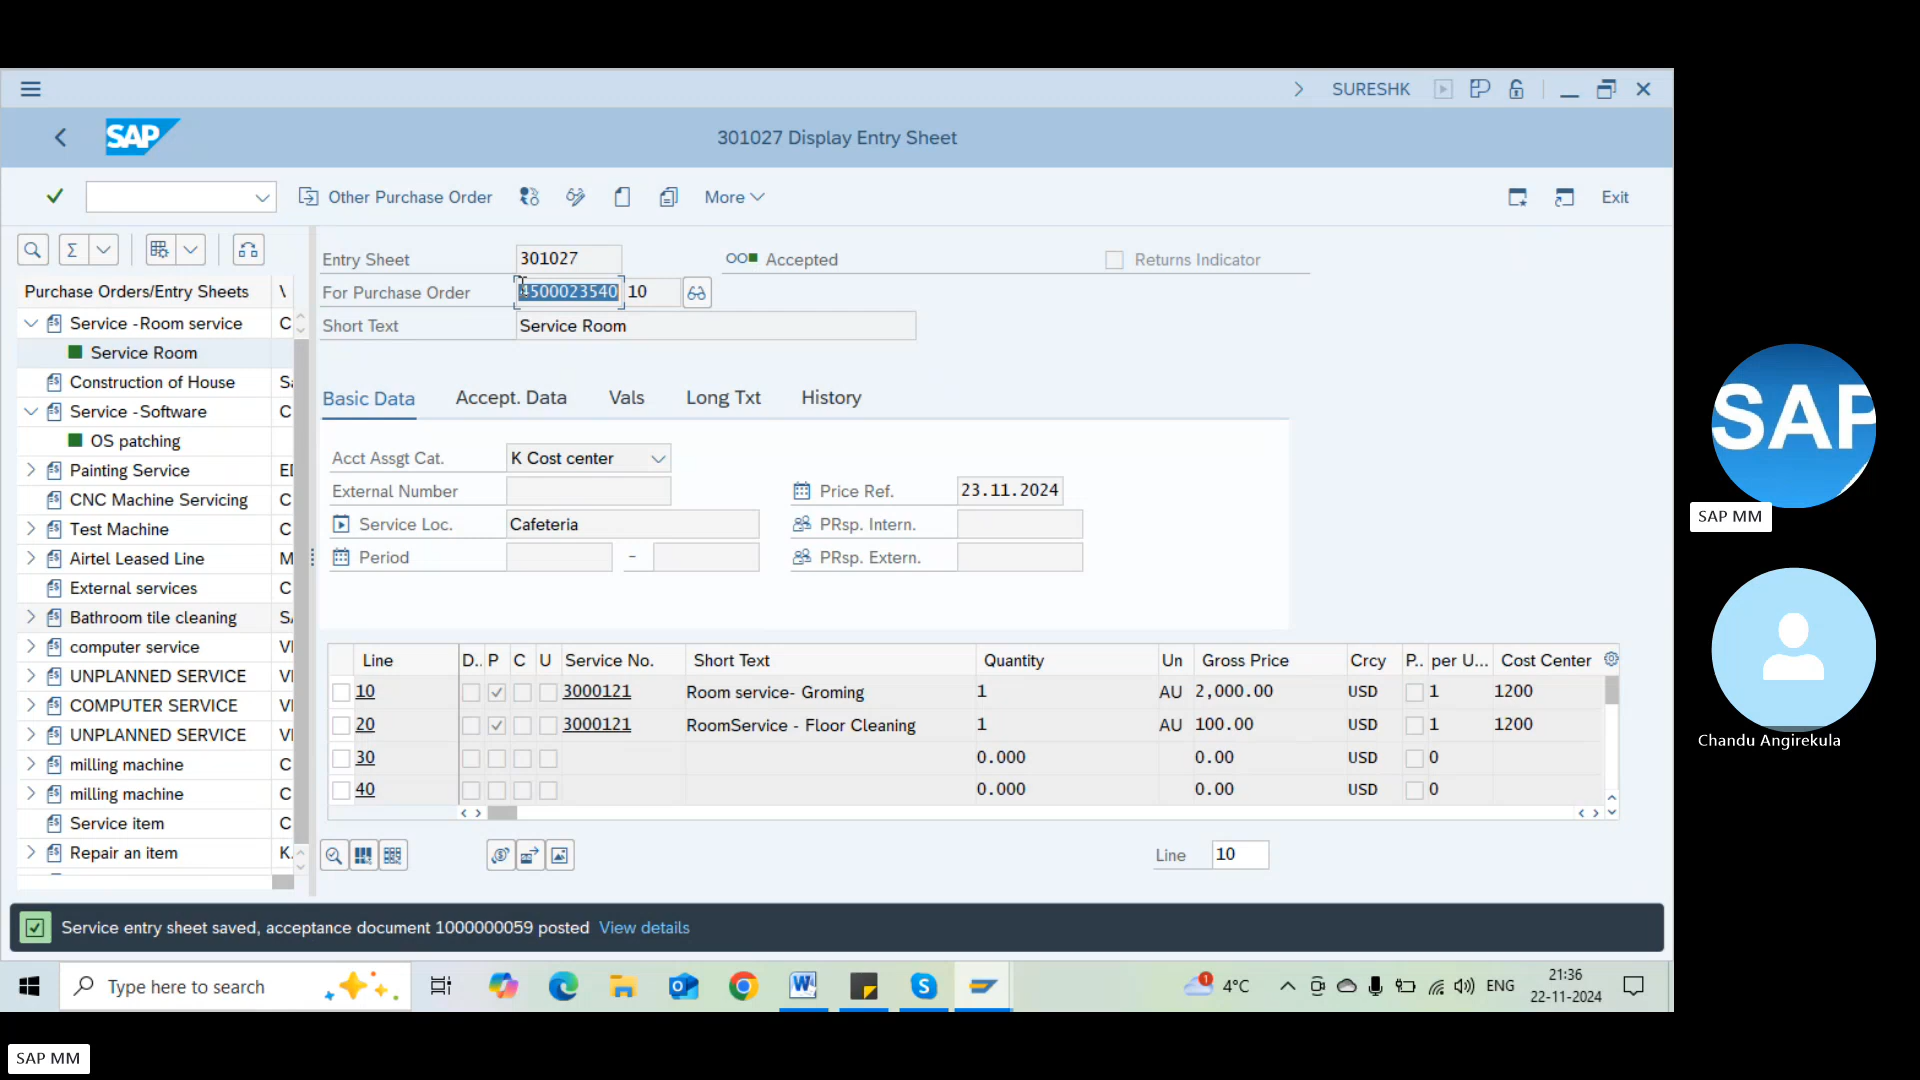 SURESHK
SAP 301027 Display Entry Sheet
Other Purchase Order More Exit
Purchase Orders/Entry Sheets
Service -Room service C
Service Room
Construction of House
Service -Software C
OS patching
Painting Service
CNC Machine Servicing C
Test Machine C
Airtel Leased Line M
External services C
Bathroom tile cleaning
computer service
UNPLANNED SERVICE
COMPUTER SERVICE
UNPLANNED SERVICE
milling machine C
milling machine C
Service item C
Repair an item K.
Entry Sheet 301027 Accepted Returns Indicator
For Purchase Order 4500023540 10
Short Text Service Room
Basic Data Accept. Data Vals Long Txt History
Acct Assgt Cat. K Cost center
External Number Price Ref. 23.11.2024
Service Loc. Cafeteria PRsp. Intern.
Period - PRsp. Extern.
Line D.. P C U Service No. Short Text Quantity Un Gross Price Crcy P.. per U... Cost Center
10 3000121 Room service- Groming 1 AU 2,000.00 USD 1 1200
20 3000121 RoomService - Floor Cleaning 1 AU 100.00 USD 1 1200
30 0.000 0.00 USD 0
40 0.000 0.00 USD 0
Line 10
Service entry sheet saved, acceptance document 1000000059 posted View details
Type here to search 1 4°C ENG 21:36
22-11-2024
SAP
SAP MM
Chandu Angirekula
SAP MM